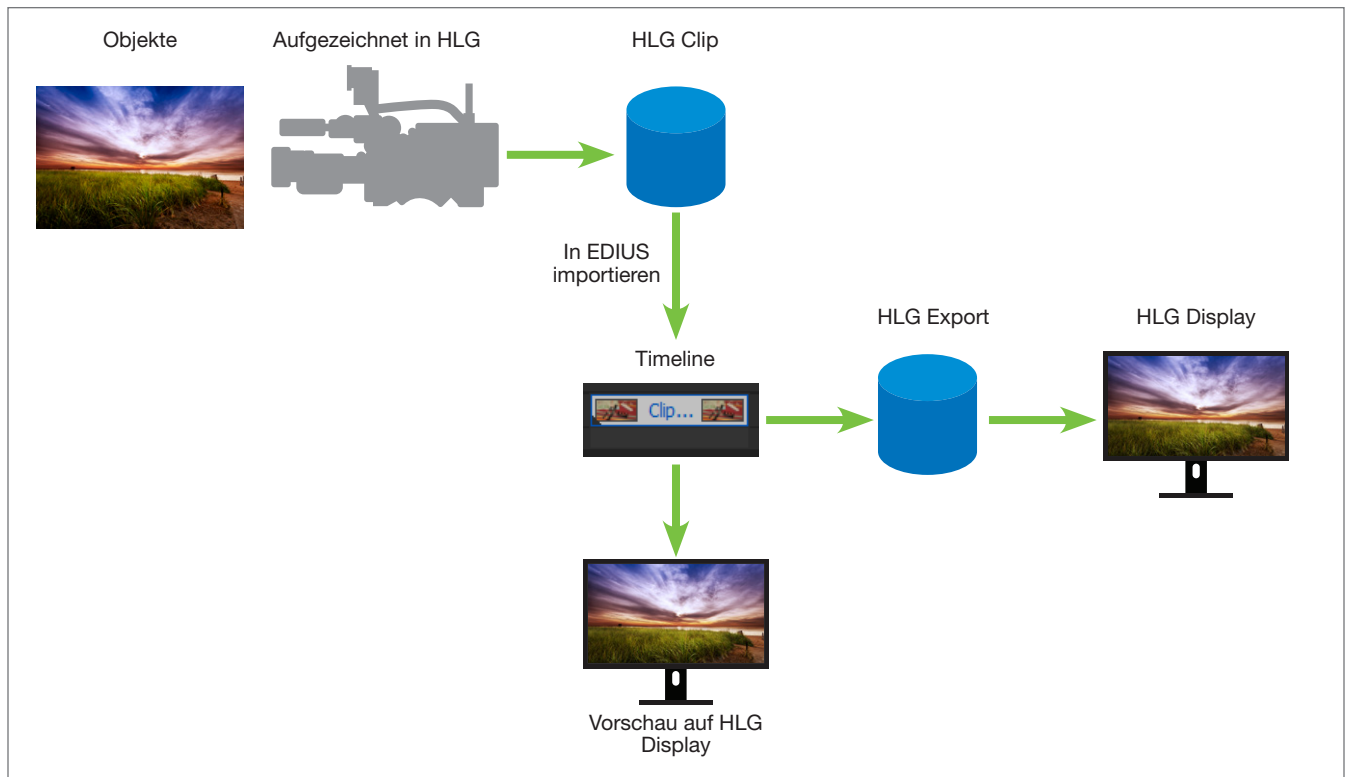 Objekte
Aufgezeichnet in HLG
HLG Clip
In EDIUS
importieren
HLG Export
HLG Display
Timeline
Clip...
Vorschau auf HLG
Display